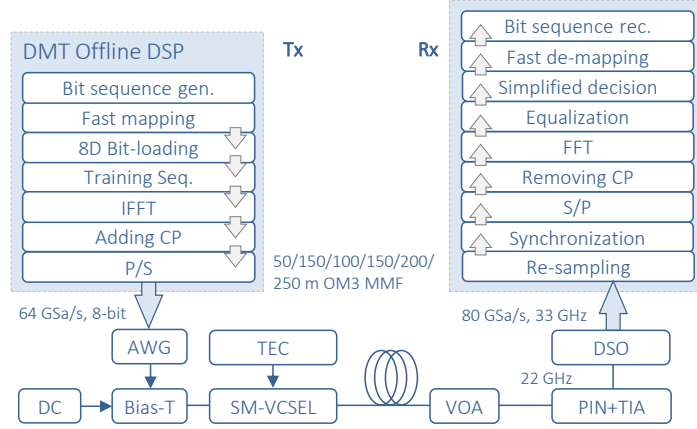 DMT Offline DSP
Bit sequence gen.
Fast mapping
8D Bit-loading
Training Seq.
IFFT
Adding CP
P/S
Tx
Rx
Bit sequence rec.
Fast de-mapping
Simplified decision
Equalization
FFT
Removing CP
S/P
Synchronization
Re-sampling
50/150/100/150/200/
250 m OM3 MMF
64 GSa/s, 8-bit
80 GSa/s, 33 GHz
AWG
TEC
DSO
22 GHz
DC
Bias-T
SM-VCSEL
VOA
PIN+TIA